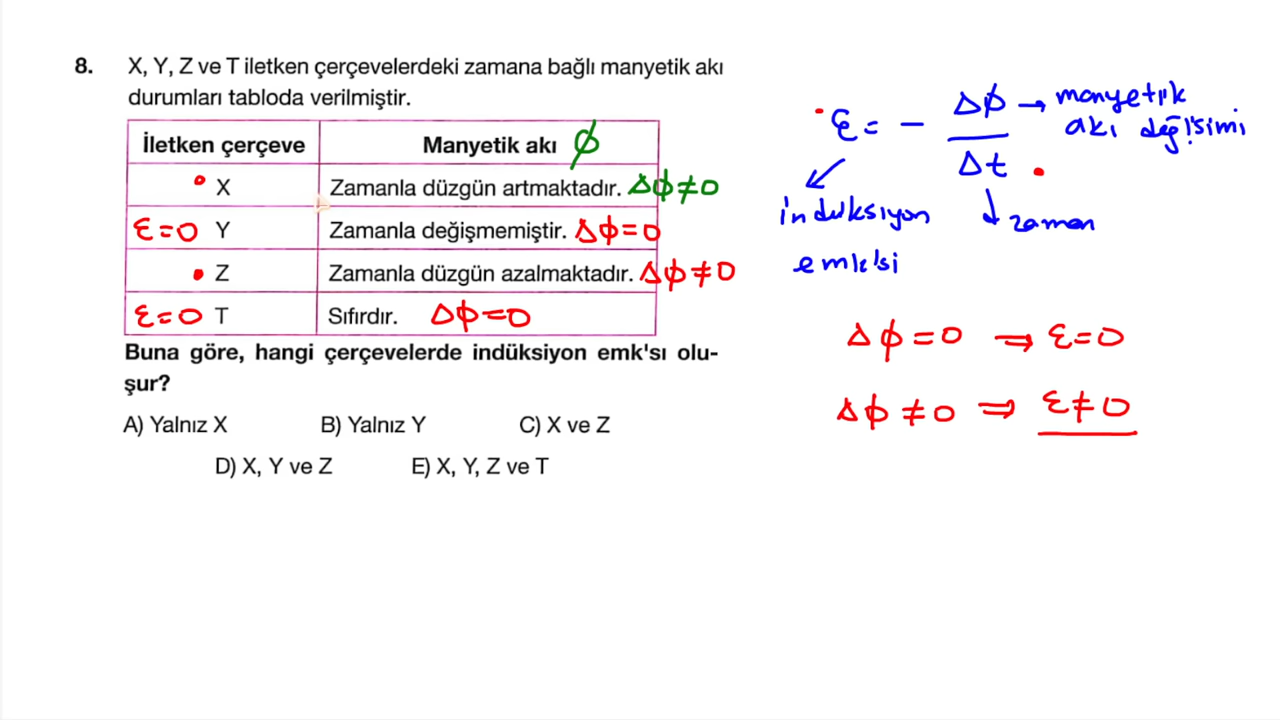 8. X, Y, Z ve T iletken çerçevelerdeki zamana bağlı manyetik akı
durumları tabloda verilmiştir.
İletken çerçeve Manyetik akı ϕ
X Zamanla düzgün artmaktadır. Δϕ≠0
ε=0 Y Zamanla değişmemiştir. Δϕ=0
Z Zamanla düzgün azalmaktadır. Δϕ≠0
ε=0 T Sıfırdır. Δϕ=0
Buna göre, hangi çerçevelerde indüksiyon emk'sı olu-
şur?
A) Yalnız X B) Yalnız Y C) X ve Z
D) X, Y ve Z E) X, Y, Z ve T
ε = - Δϕ / Δt
→ manyetik
akı değişimi
indüksiyon
emk'si
zaman
Δϕ=0 ⇒ ε=0
Δϕ≠0 ⇒ ε≠0